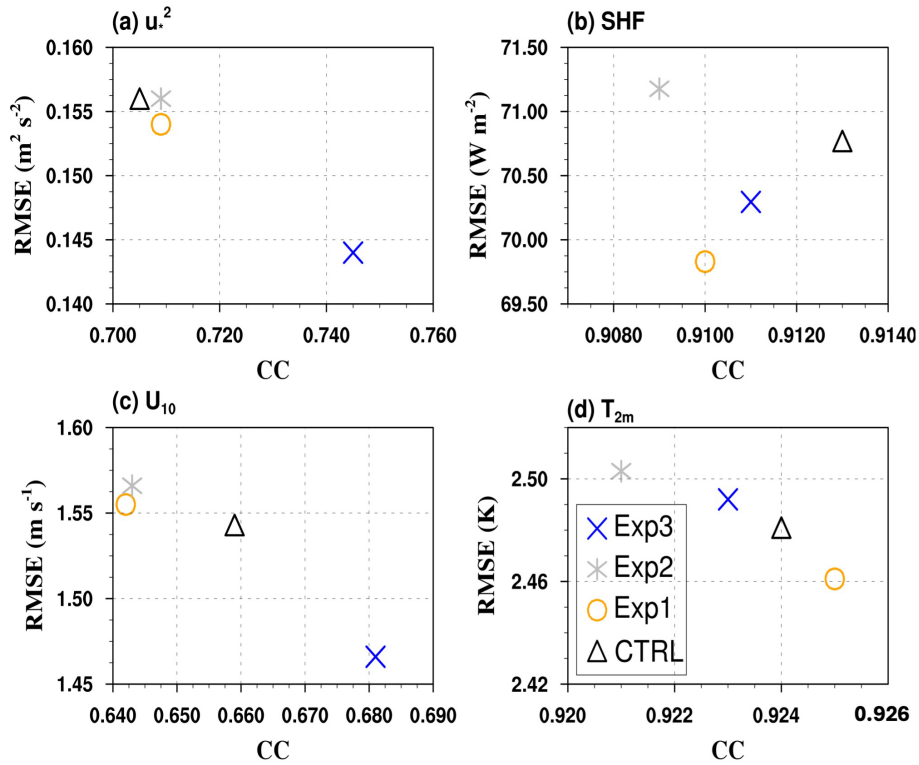 (a) u*²
(b) SHF
0.160
0.155
0.150
0.145
0.140
RMSE (m² s⁻²)
0.700 0.720 0.740 0.760
CC
71.50
71.00
70.50
70.00
69.50
RMSE (W m⁻²)
0.9080 0.9100 0.9120 0.9140
CC
(c) U₁₀
(d) T₂ₘ
1.60
1.55
1.50
1.45
RMSE (m s⁻¹)
0.640 0.650 0.660 0.670 0.680 0.690
CC
2.50
2.46
2.42
RMSE (K)
Exp3
Exp2
Exp1
CTRL
0.920 0.922 0.924 0.926
CC